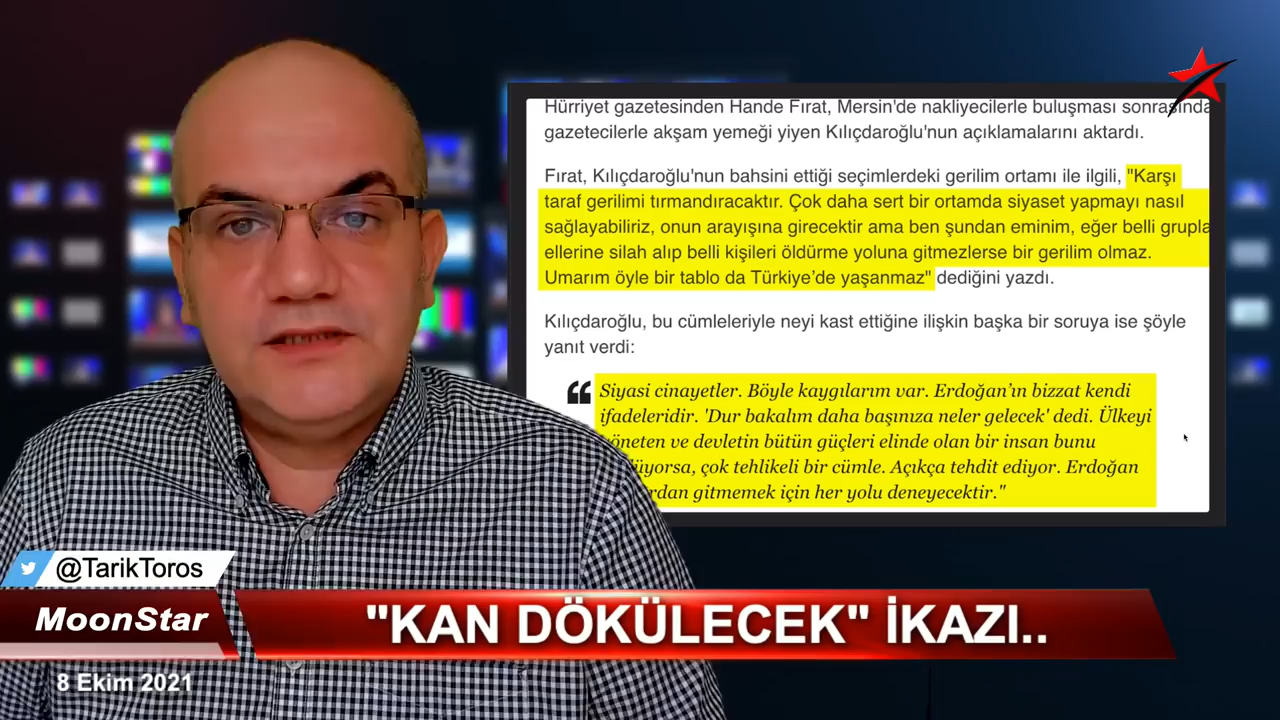 Hürriyet gazetesinden Hande Fırat, Mersin'de nakliyecilerle buluşması sonrasında
gazetecilerle akşam yemeği yiyen Kılıçdaroğlu'nun açıklamalarını aktardı.
Fırat, Kılıçdaroğlu'nun bahsini ettiği seçimlerdeki gerilim ortamı ile ilgili, "Karşı
taraf gerilimi tırmandıracaktır. Çok daha sert bir ortamda siyaset yapmayı nasıl
sağlayabiliriz, onun arayışına girecektir ama ben şundan eminim, eğer belli grupla
ellerine silah alıp belli kişileri öldürme yoluna gitmezlerse bir gerilim olmaz.
Umarım öyle bir tablo da Türkiye'de yaşanmaz" dediğini yazdı.
Kılıçdaroğlu, bu cümleleriyle neyi kast ettiğine ilişkin başka bir soruya ise şöyle
yanıt verdi:
❝ Siyasi cinayetler. Böyle kaygılarım var. Erdoğan'ın bizzat kendi
ifadeleridir. 'Dur bakalım daha başınıza neler gelecek' dedi. Ülkeyi
yöneten ve devletin bütün güçleri elinde olan bir insan bunu
çok tehlikeli bir cümle. Açıkça tehdit ediyor. Erdoğan
gitmemek için her yolu deneyecektir."
@TarikToros
MoonStar
"KAN DÖKÜLECEK" İKAZI..
8 Ekim 2021